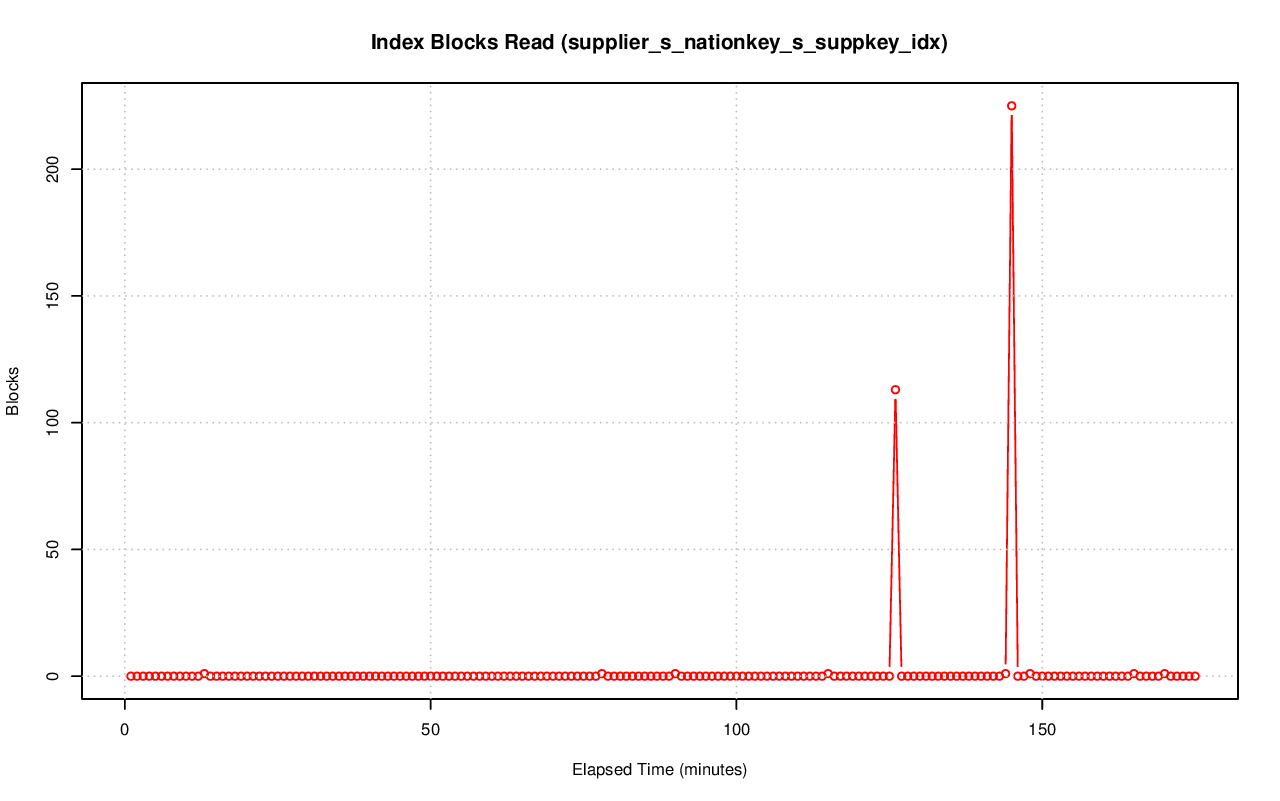 Index Blocks Read (supplier_s_nationkey_s_suppkey_idx)
Blocks
200
150
100
50
0
0 50 100 150
Elapsed Time (minutes)